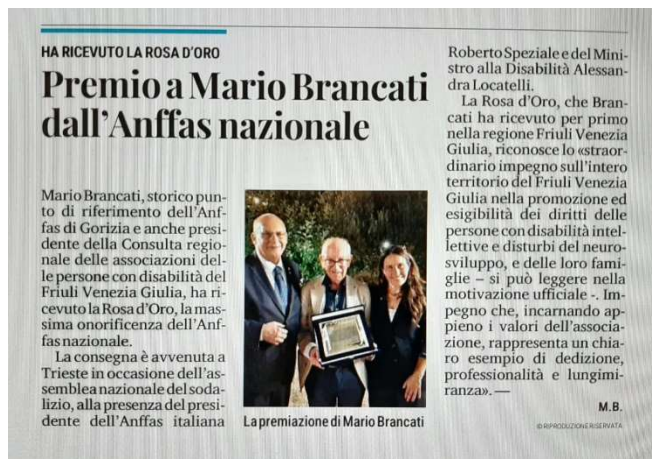 HA RICEVUTO LA ROSA D'ORO
Premio a Mario Brancati
dall'Anffas nazionale
Mario Brancati, storico pun-
to di riferimento dell'Anf-
fas di Gorizia e anche presi-
dente della Consulta regio-
nale delle associazioni del-
le persone con disabilità del
Friuli Venezia Giulia, ha ri-
cevuto la Rosa d'Oro, la mas-
sima onorificenza dell'Anf-
fas nazionale.
La consegna è avvenuta a
Trieste in occasione dell'as-
semblea nazionale del soda-
lizio, alla presenza del presi-
dente dell'Anffas italiana
La premiazione di Mario Brancati
Roberto Speziale e del Mini-
stro alla Disabilità Alessan-
dra Locatelli.
La Rosa d'Oro, che Bran-
cati ha ricevuto per primo
nella regione Friuli Venezia
Giulia, riconosce lo «straor-
dinario impegno sull'intero
territorio del Friuli Venezia
Giulia nella promozione ed
esigibilità dei diritti delle
persone con disabilità intel-
lettive e disturbi del neuro-
sviluppo, e delle loro fami-
glie – si può leggere nella
motivazione ufficiale -. Im-
pegno che, incarnando ap-
pieno i valori dell'associa-
zione, rappresenta un chia-
ro esempio di dedizione,
professionalità e lungimi-
ranza». —
M.B.
© RIPRODUZIONE RISERVATA